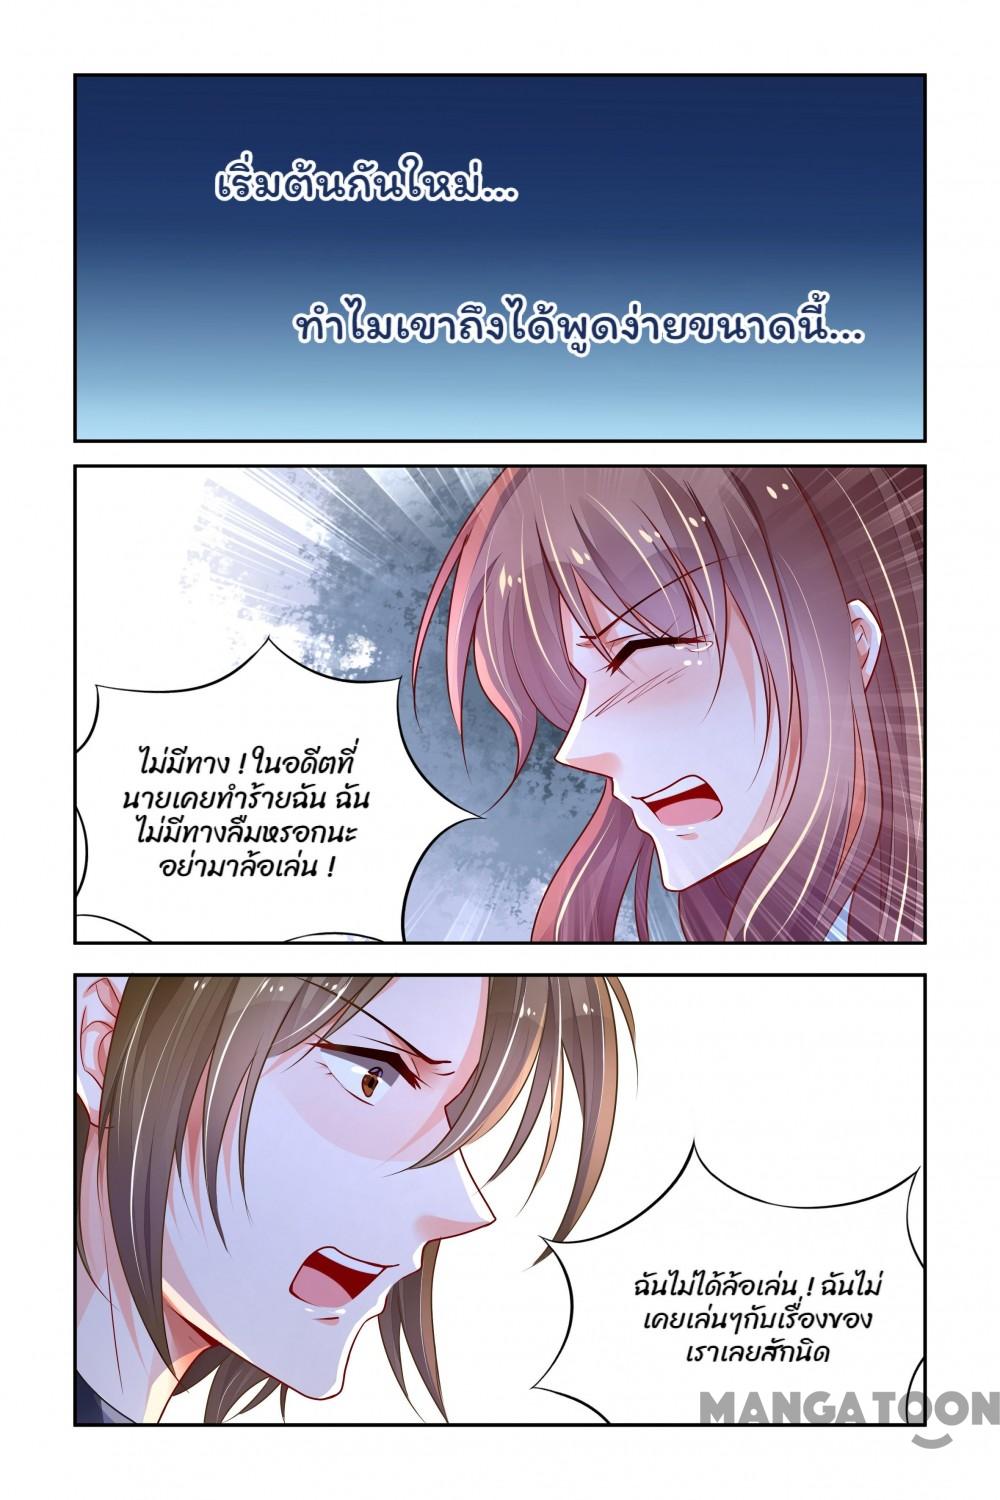 เริ่มต้นกันใหม่...
ทำไมเขาถึงได้พูดง่ายขนาดนี้...
ไม่มีทาง ! ในอดีตที่
นายเคยทำร้ายฉัน ฉัน
ไม่มีทางลืมหรอกนะ
อย่ามาล้อเล่น !
ฉันไม่ได้ล้อเล่น ! ฉันไม่
เคยเล่นๆกับเรื่องของ
เราเลยสักนิด
MANGATOON